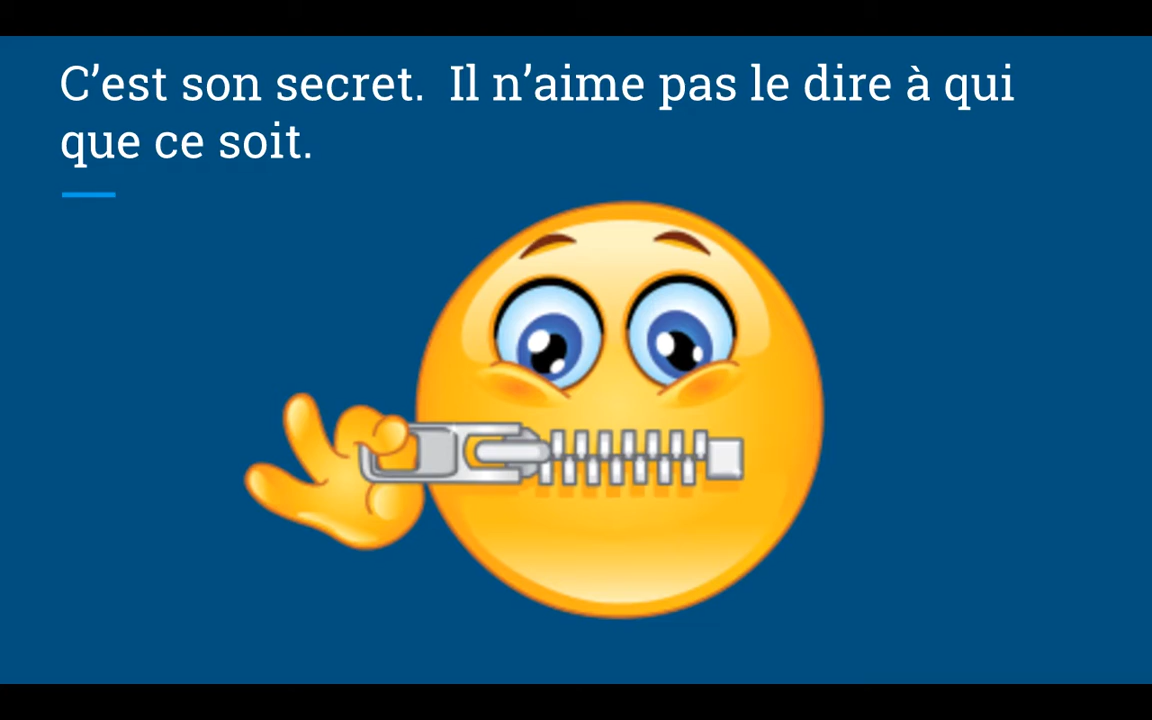 C’est son secret.  Il n’aime pas le dire à qui
que ce soit.